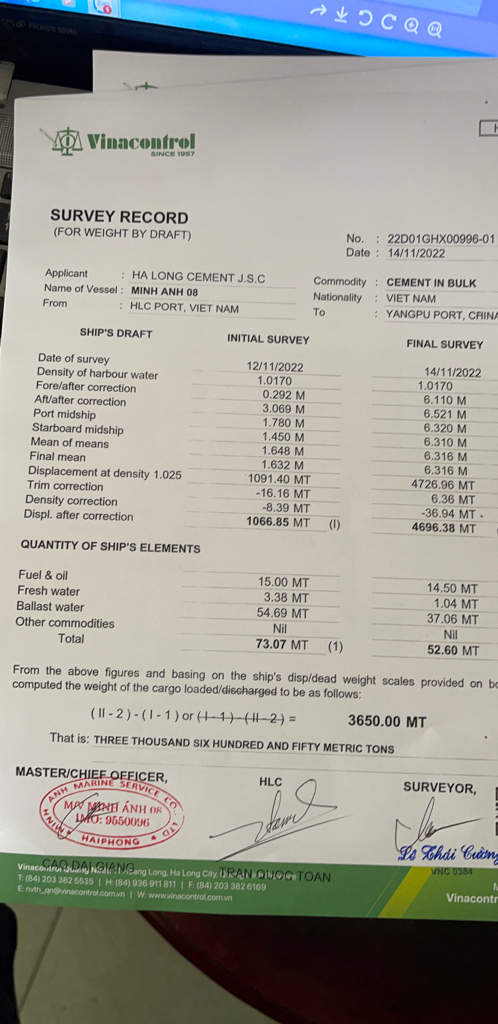 Vinacontrol
SINCE 1957
SURVEY RECORD
(FOR WEIGHT BY DRAFT)
No. : 22D01GHX00996-01
Date : 14/11/2022
Applicant : HA LONG CEMENT J.S.C
Name of Vessel : MINH ANH 08
From : HLC PORT, VIET NAM
Commodity : CEMENT IN BULK
Nationality : VIET NAM
To : YANGPU PORT, CHINA
SHIP'S DRAFT INITIAL SURVEY FINAL SURVEY
Date of survey 12/11/2022 14/11/2022
Density of harbour water 1.0170 1.0170
Fore/after correction 0.292 M 6.110 M
Aft/after correction 3.069 M 6.521 M
Port midship 1.780 M 6.320 M
Starboard midship 1.450 M 6.310 M
Mean of means 1.648 M 6.316 M
Final mean 1.632 M 6.316 M
Displacement at density 1.025 1091.40 MT 4726.96 MT
Trim correction -16.16 MT 6.36 MT
Density correction -8.39 MT -36.94 MT
Displ. after correction 1066.85 MT (I) 4696.38 MT
QUANTITY OF SHIP'S ELEMENTS
Fuel & oil 15.00 MT 14.50 MT
Fresh water 3.38 MT 1.04 MT
Ballast water 54.69 MT 37.06 MT
Other commodities Nil Nil
Total 73.07 MT (1) 52.60 MT
From the above figures and basing on the ship's disp/dead weight scales provided on
computed the weight of the cargo loaded/discharged to be as follows:
(II-2)-(I-1) or (I-1)-(II-2) = 3650.00 MT
That is: THREE THOUSAND SIX HUNDRED AND FIFTY METRIC TONS
MASTER/CHIEF OFFICER, HLC SURVEYOR,
ANH MARINE SERVICE CO., LTD
M/V MINH ÁNH 08
IMO: 9550096
MINH
HAIPHONG
Lê Thái Cường
CAO DAI GIANG TRAN QUOC TOAN VNC 0384
Vinacontrol Quang Ninh Ha Long City,
T: (84) 203 382 5535 | H: (84) 936 911 811 | F: (84) 203 382 6169
E: nvth_qn@vinacontrol.com.vn | W: www.vinacontrol.com.vn
Vinacontr